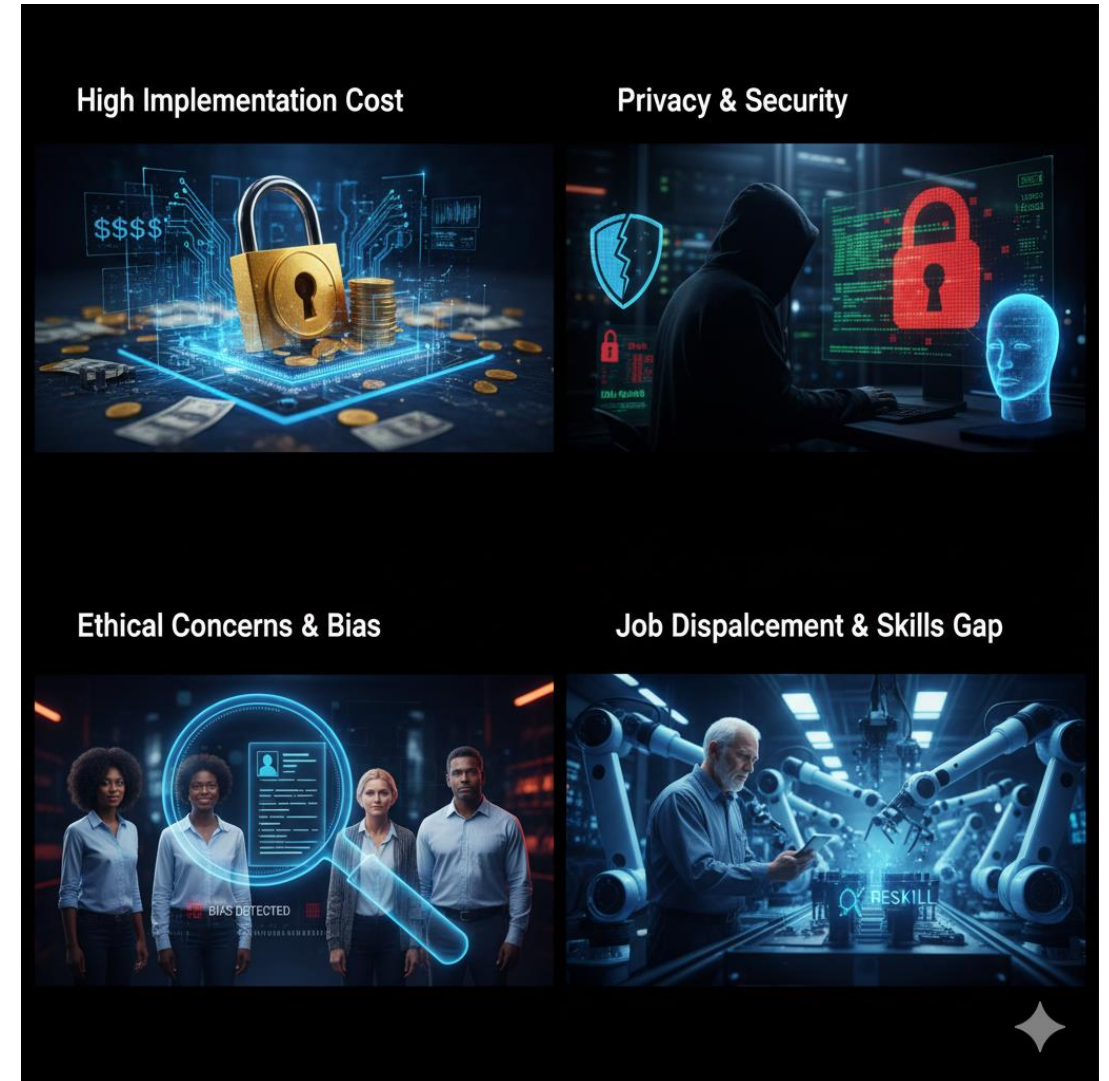 High Implementation Cost
Privacy & Security
$$$$
Ethical Concerns & Bias
Job Dispalcement & Skills Gap
BIAS DETECTED
RESKILL